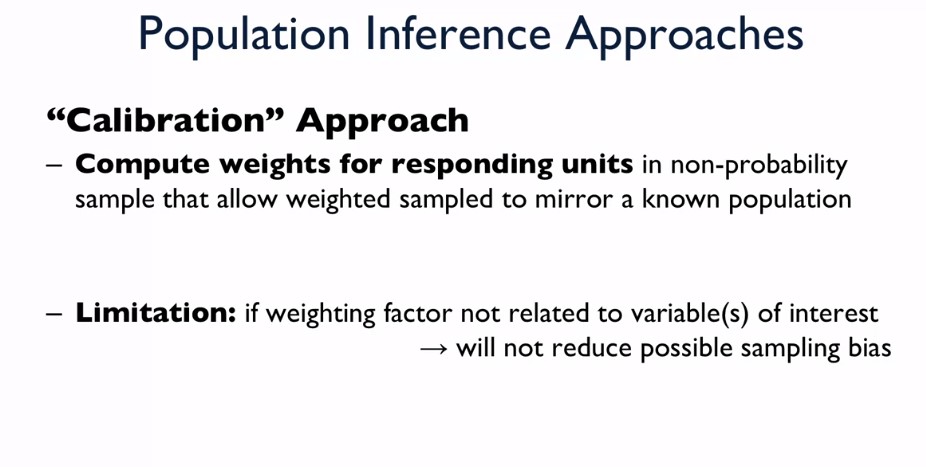 Population Inference Approaches
“Calibration” Approach
– Compute weights for responding units in non-probability
sample that allow weighted sampled to mirror a known population
– Limitation: if weighting factor not related to variable(s) of interest
→ will not reduce possible sampling bias